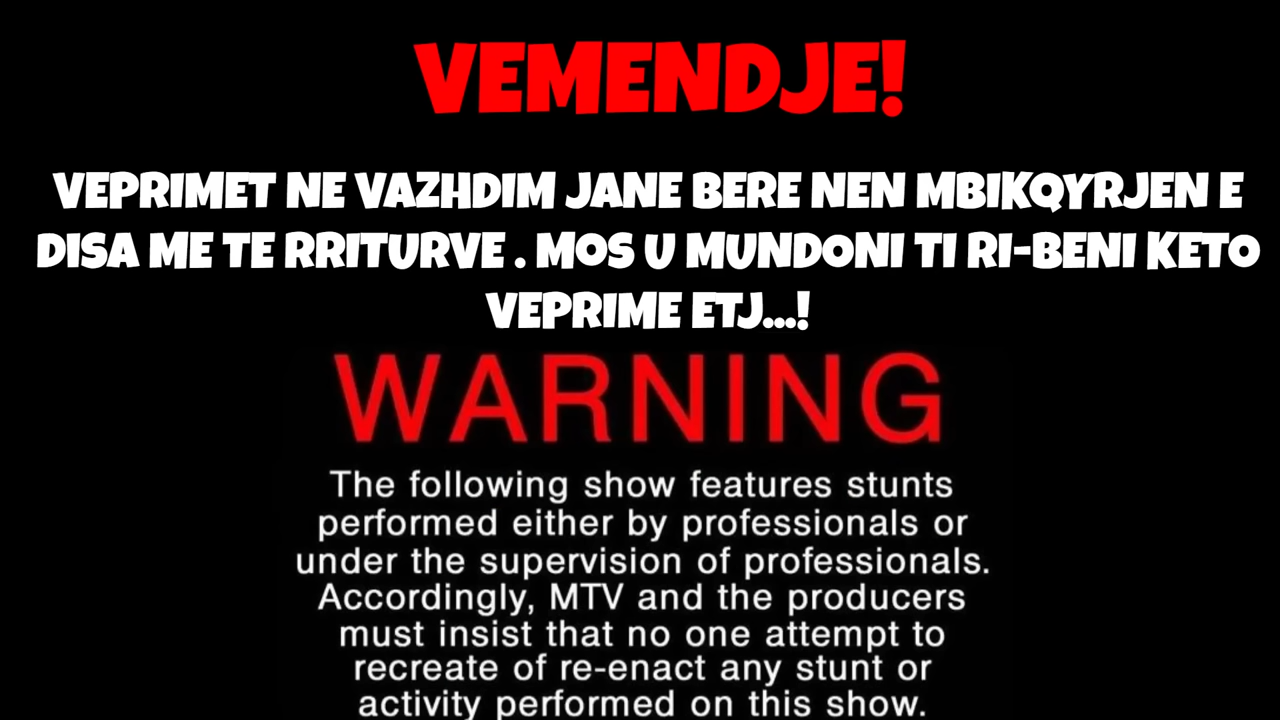 VEMENDJE!
VEPRIMET NE VAZHDIM JANE BERE NEN MBIKQYRJEN E
DISA ME TE RRITURVE . MOS U MUNDONI TI RI-BENI KETO
VEPRIME ETJ...!
WARNING
The following show features stunts
performed either by professionals or
under the supervision of professionals.
Accordingly, MTV and the producers
must insist that no one attempt to
recreate of re-enact any stunt or
activity performed on this show.